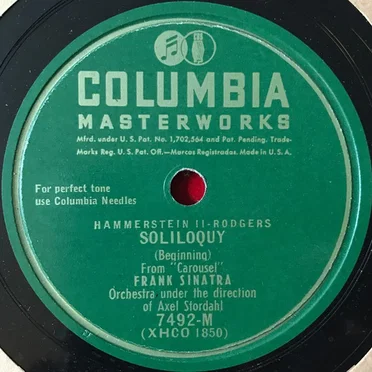 COLUMBIA
MASTERWORKS
Mfrd. under U. S. Pat. No. 1,702,564 and Pat. Pending. Trade-
Marks Reg. U. S. Pat. Off.—Marcas Registradas. Made in U. S. A.
For perfect tone
use Columbia Needles
HAMMERSTEIN II-RODGERS
SOLILOQUY
(Beginning)
From "Carousel"
FRANK SINATRA
Orchestra under the direction
of Axel Stordahl
7492-M
(XHCO 1850)